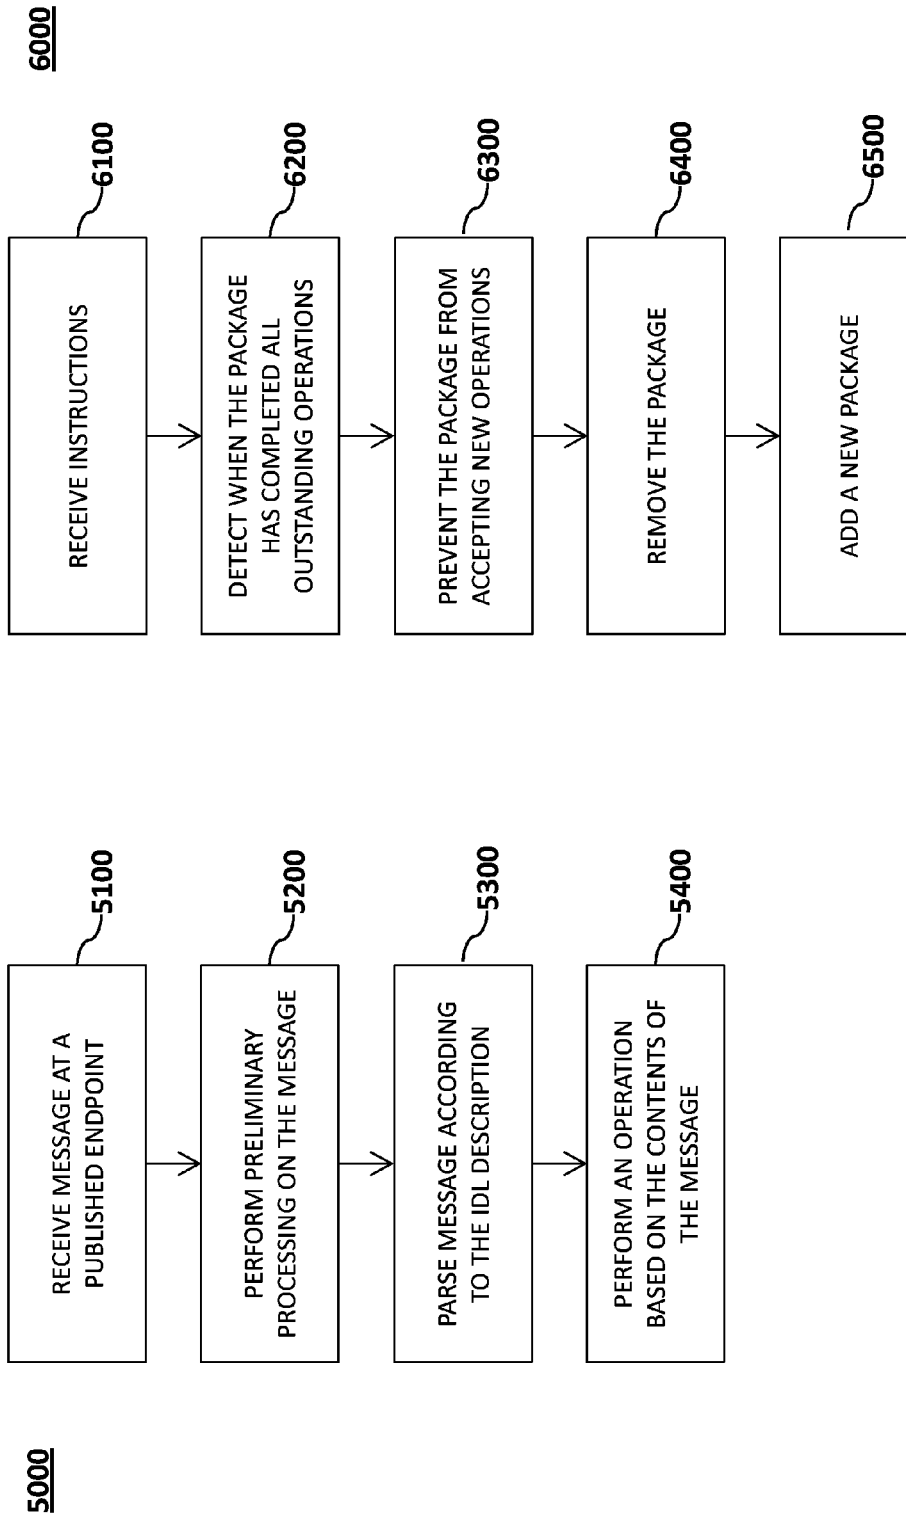 5000
RECEIVE MESSAGE AT A
PUBLISHED ENDPOINT
5100
PERFORM PRELIMINARY
PROCESSING ON THE MESSAGE
5200
PARSE MESSAGE ACCORDING
TO THE IDL DESCRIPTION
5300
PERFORM AN OPERATION
BASED ON THE CONTENTS OF
THE MESSAGE
5400
6000
RECEIVE INSTRUCTIONS
6100
DETECT WHEN THE PACKAGE
HAS COMPLETED ALL
OUTSTANDING OPERATIONS
6200
PREVENT THE PACKAGE FROM
ACCEPTING NEW OPERATIONS
6300
REMOVE THE PACKAGE
6400
ADD A NEW PACKAGE
6500